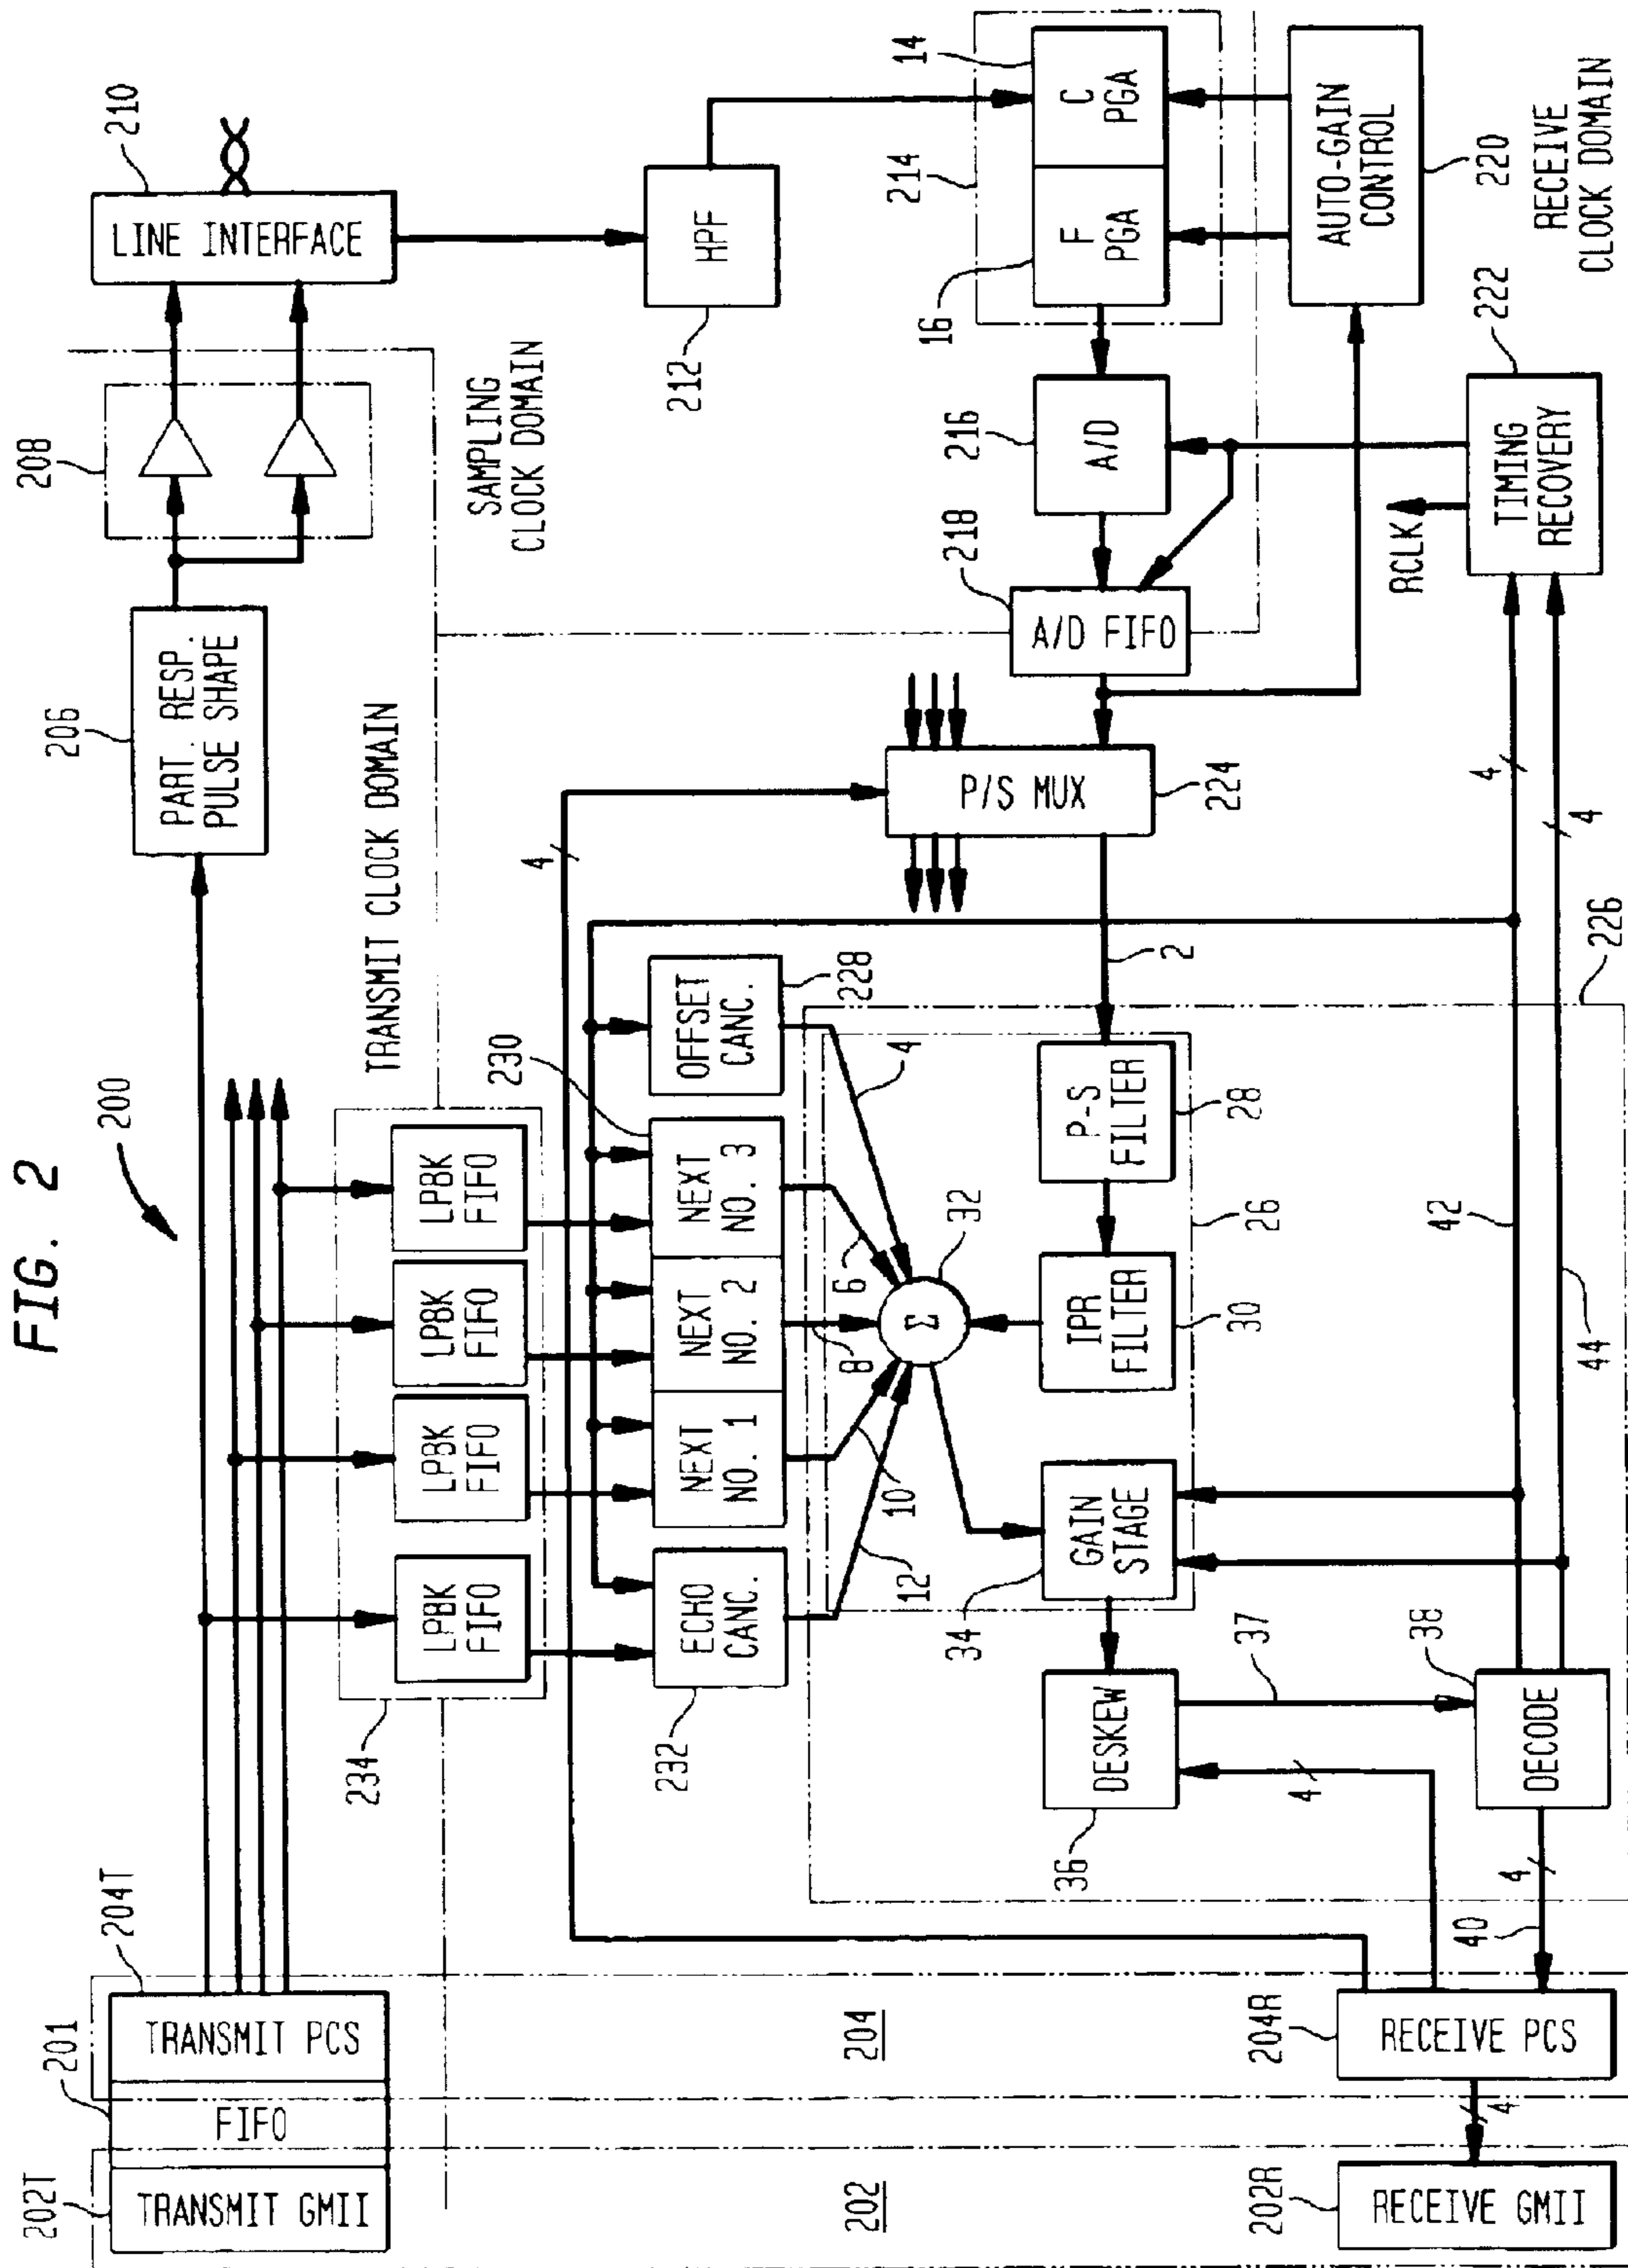 FIG. 2
200
202T
TRANSMIT GMII
201
FIFO
204T
TRANSMIT PCS
206
PART. RESP.
PULSE SHAPE
208
210
LINE INTERFACE
TRANSMIT CLOCK DOMAIN
SAMPLING
CLOCK DOMAIN
RECEIVE
CLOCK DOMAIN
234
LPBK
FIFO
LPBK
FIFO
LPBK
FIFO
LPBK
FIFO
4
232
ECHO
CANC.
NEXT
NO. 1
NEXT
NO. 2
NEXT
NO. 3
230
OFFSET
CANC.
228
12
10
8
6
4
Σ
32
HPF
212
P/S MUX
224
A/D FIFO
218
A/D
216
F
PGA
16
C
PGA
14
214
AUTO-GAIN
CONTROL
220
TIMING
RECOVERY
222
RCLK
2
P-S
FILTER
28
IPR
FILTER
30
26
GAIN
STAGE
34
DESKEW
36
37
4
DECODE
38
42
44
4
4
226
4
40
202
204
RECEIVE PCS
204R
4
RECEIVE GMII
202R